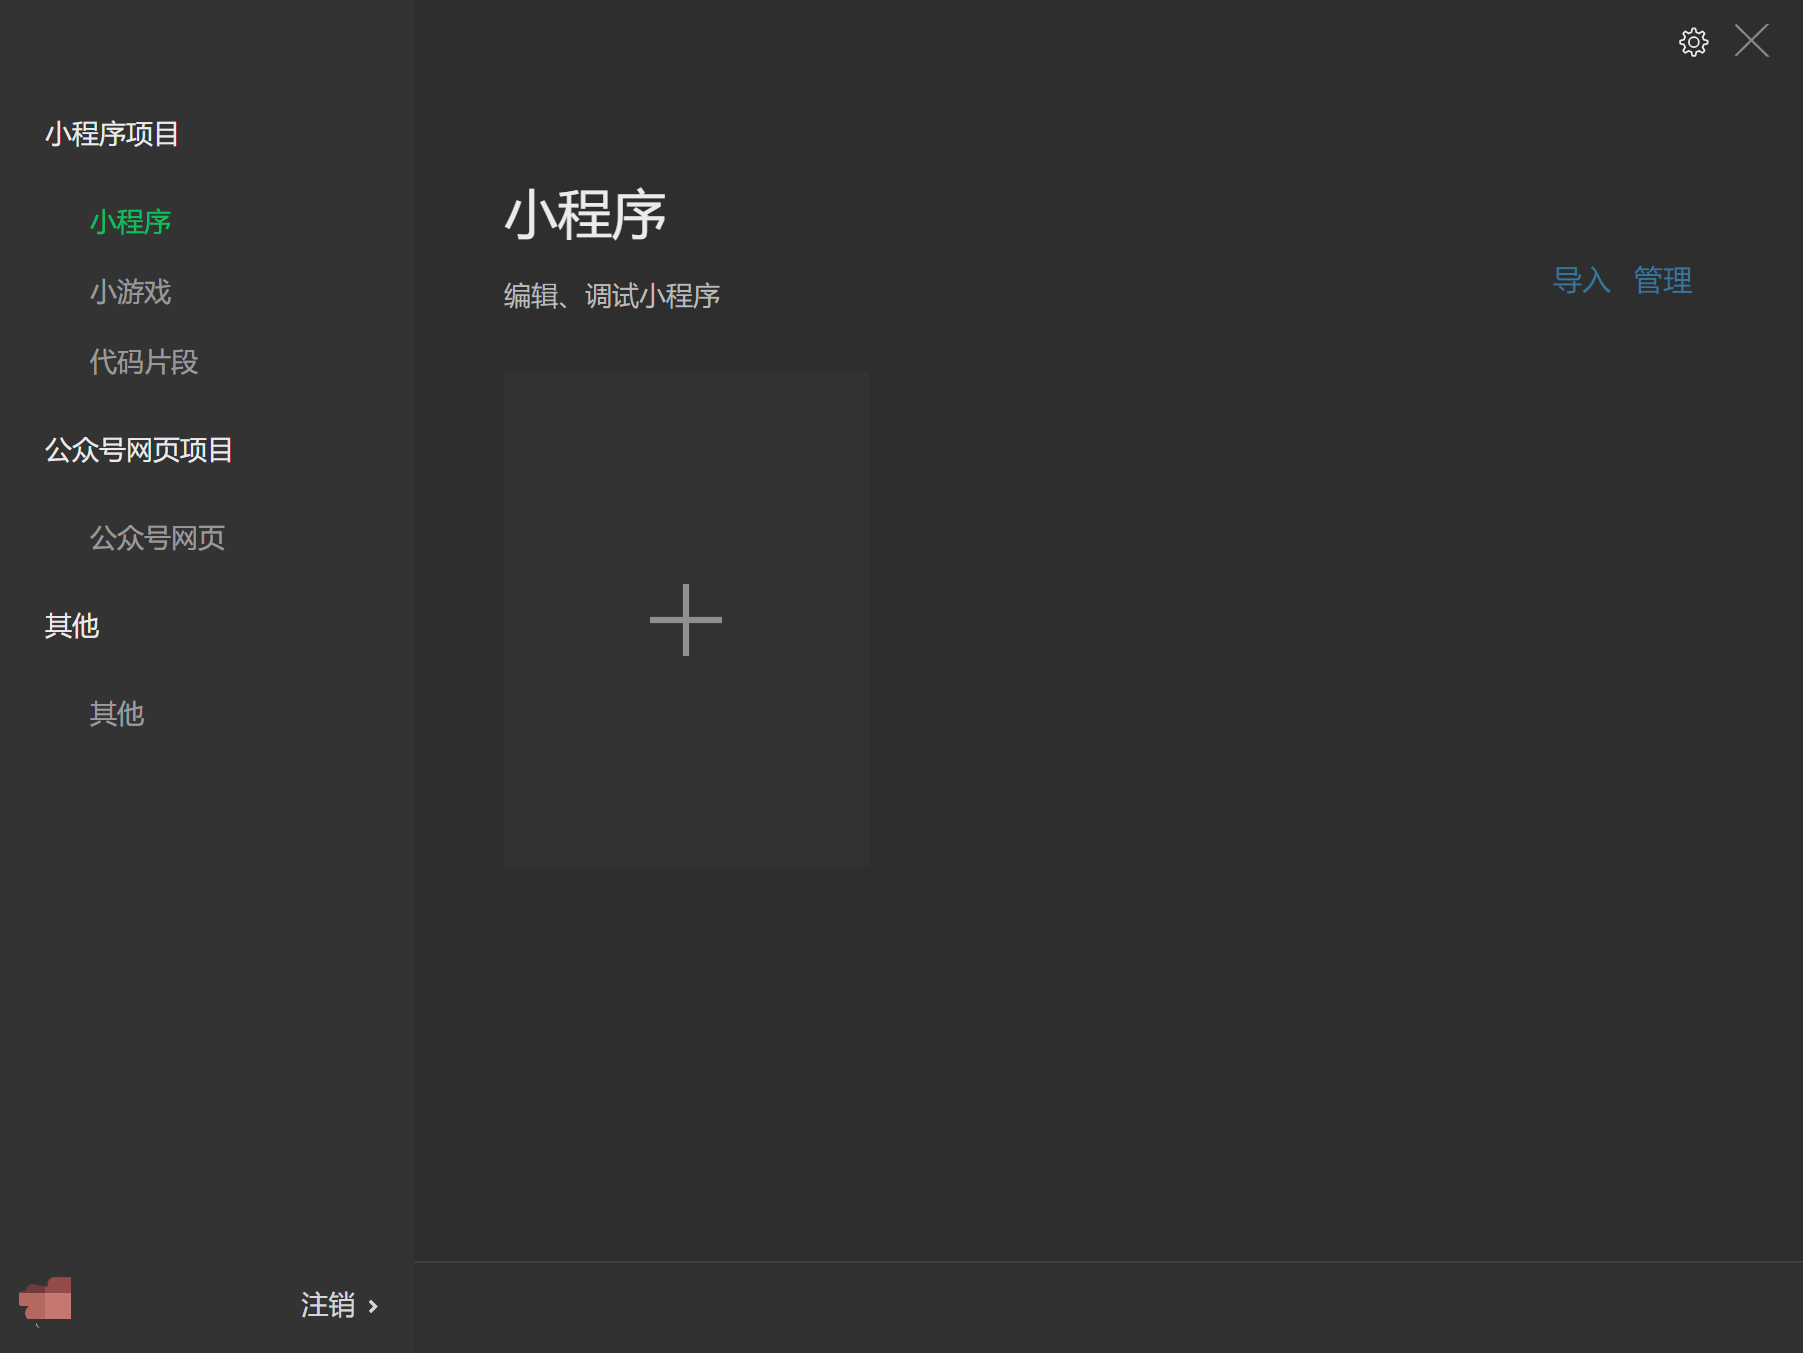 小程序项目
小程序
小游戏
代码片段
公众号网页项目
公众号网页
其他
其他
注销
小程序
编辑、调试小程序
导入 管理